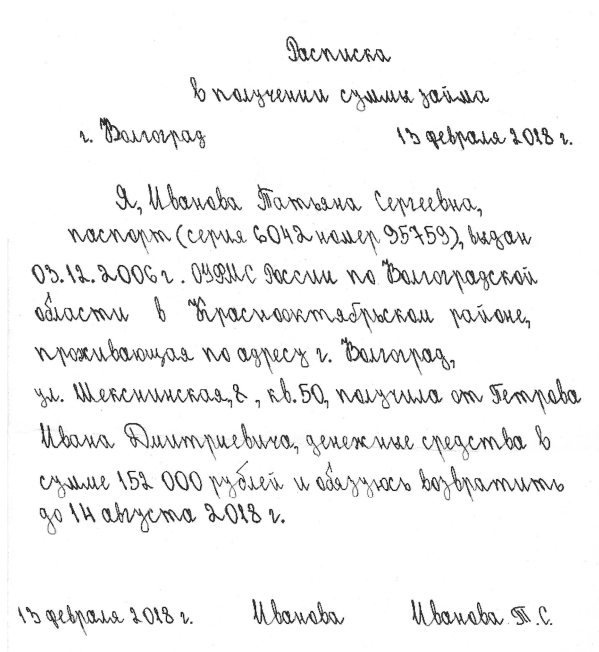 Расписка
в получении суммы займа
г. Волгоград 13 февраля 2018 г.
Я, Иванова Татьяна Сергеевна,
паспорт (серия 6042 номер 95759), выдан
03.12.2006 г. ОУФМС России по Волгоградской
области в Краснооктябрьском районе,
проживающая по адресу г. Волгоград,
ул. Шекснинская, 8, кв. 50, получила от Петрова
Ивана Дмитриевича, денежные средства в
сумме 152 000 рублей и обязуюсь возвратить
до 14 августа 2018 г.
13 февраля 2018 г. Иванова Иванова Т.С.